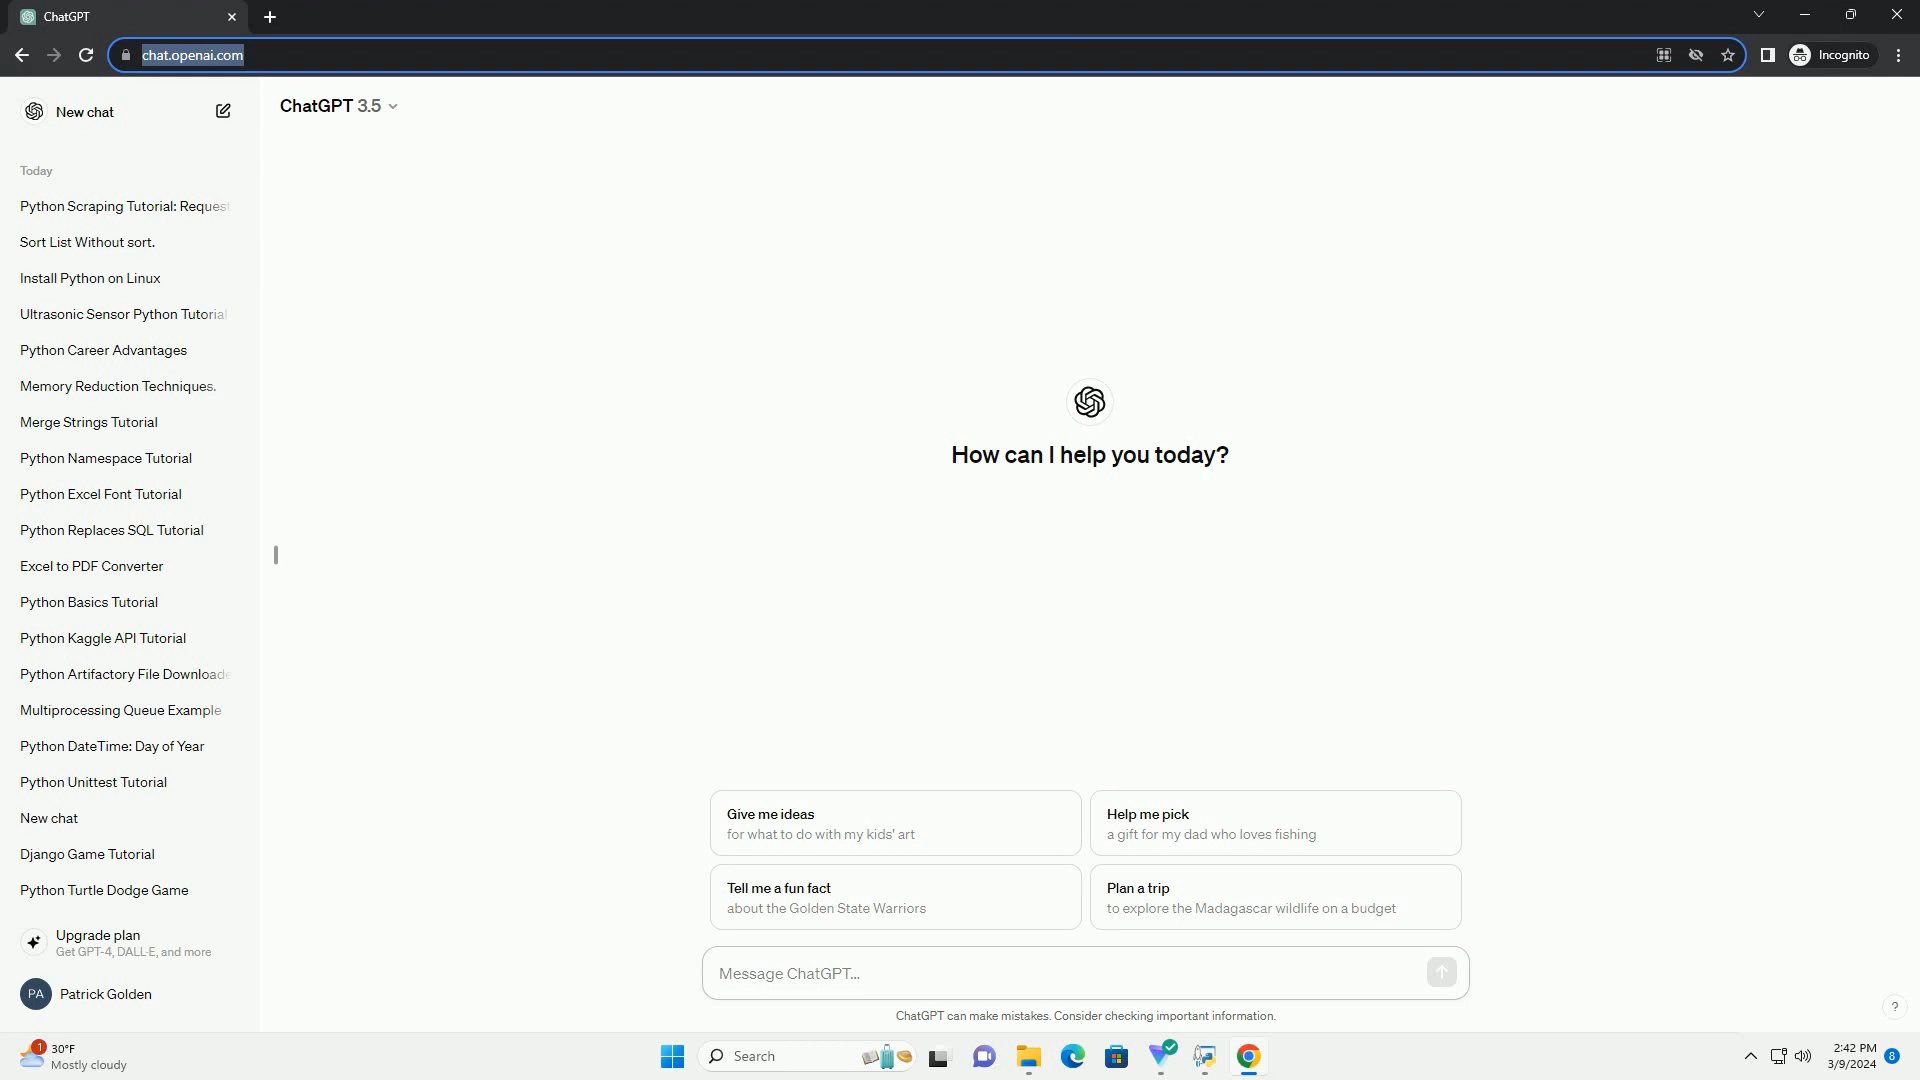 ChatGPT
chat.openai.com
Incognito
New chat
ChatGPT 3.5
Today
Python Scraping Tutorial: Request
Sort List Without sort.
Install Python on Linux
Ultrasonic Sensor Python Tutorial
Python Career Advantages
Memory Reduction Techniques.
Merge Strings Tutorial
Python Namespace Tutorial
Python Excel Font Tutorial
Python Replaces SQL Tutorial
Excel to PDF Converter
Python Basics Tutorial
Python Kaggle API Tutorial
Python Artifactory File Downloade
Multiprocessing Queue Example
Python DateTime: Day of Year
Python Unittest Tutorial
New chat
Django Game Tutorial
Python Turtle Dodge Game
Upgrade plan
Get GPT-4, DALL·E, and more
PA Patrick Golden
How can I help you today?
Give me ideas
for what to do with my kids' art
Help me pick
a gift for my dad who loves fishing
Tell me a fun fact
about the Golden State Warriors
Plan a trip
to explore the Madagascar wildlife on a budget
Message ChatGPT...
ChatGPT can make mistakes. Consider checking important information.
?
1
30°F
Mostly cloudy
Search
2:42 PM
3/9/2024
8